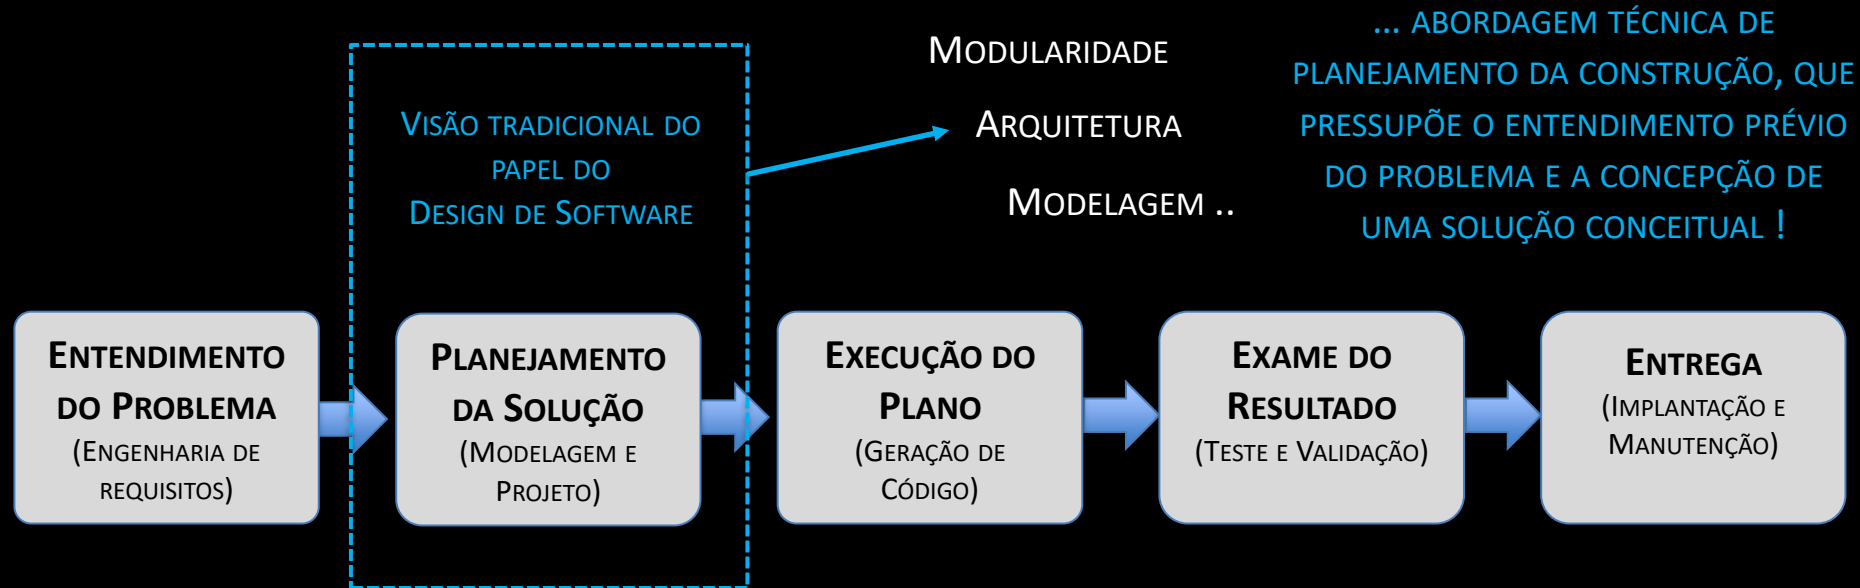 ... ABORDAGEM TÉCNICA DE
PLANEJAMENTO DA CONSTRUÇÃO, QUE
PRESSUPÕE O ENTENDIMENTO PRÉVIO
DO PROBLEMA E A CONCEPÇÃO DE
UMA SOLUÇÃO CONCEITUAL !
MODULARIDADE
ARQUITETURA
MODELAGEM ..
VISÃO TRADICIONAL DO
PAPEL DO
DESIGN DE SOFTWARE
ENTENDIMENTO
DO PROBLEMA
(ENGENHARIA DE
REQUISITOS)
PLANEJAMENTO
DA SOLUÇÃO
(MODELAGEM E
PROJETO)
EXECUÇÃO DO
PLANO
(GERAÇÃO DE
CÓDIGO)
EXAME DO
RESULTADO
(TESTE E VALIDAÇÃO)
ENTREGA
(IMPLANTAÇÃO E
MANUTENÇÃO)